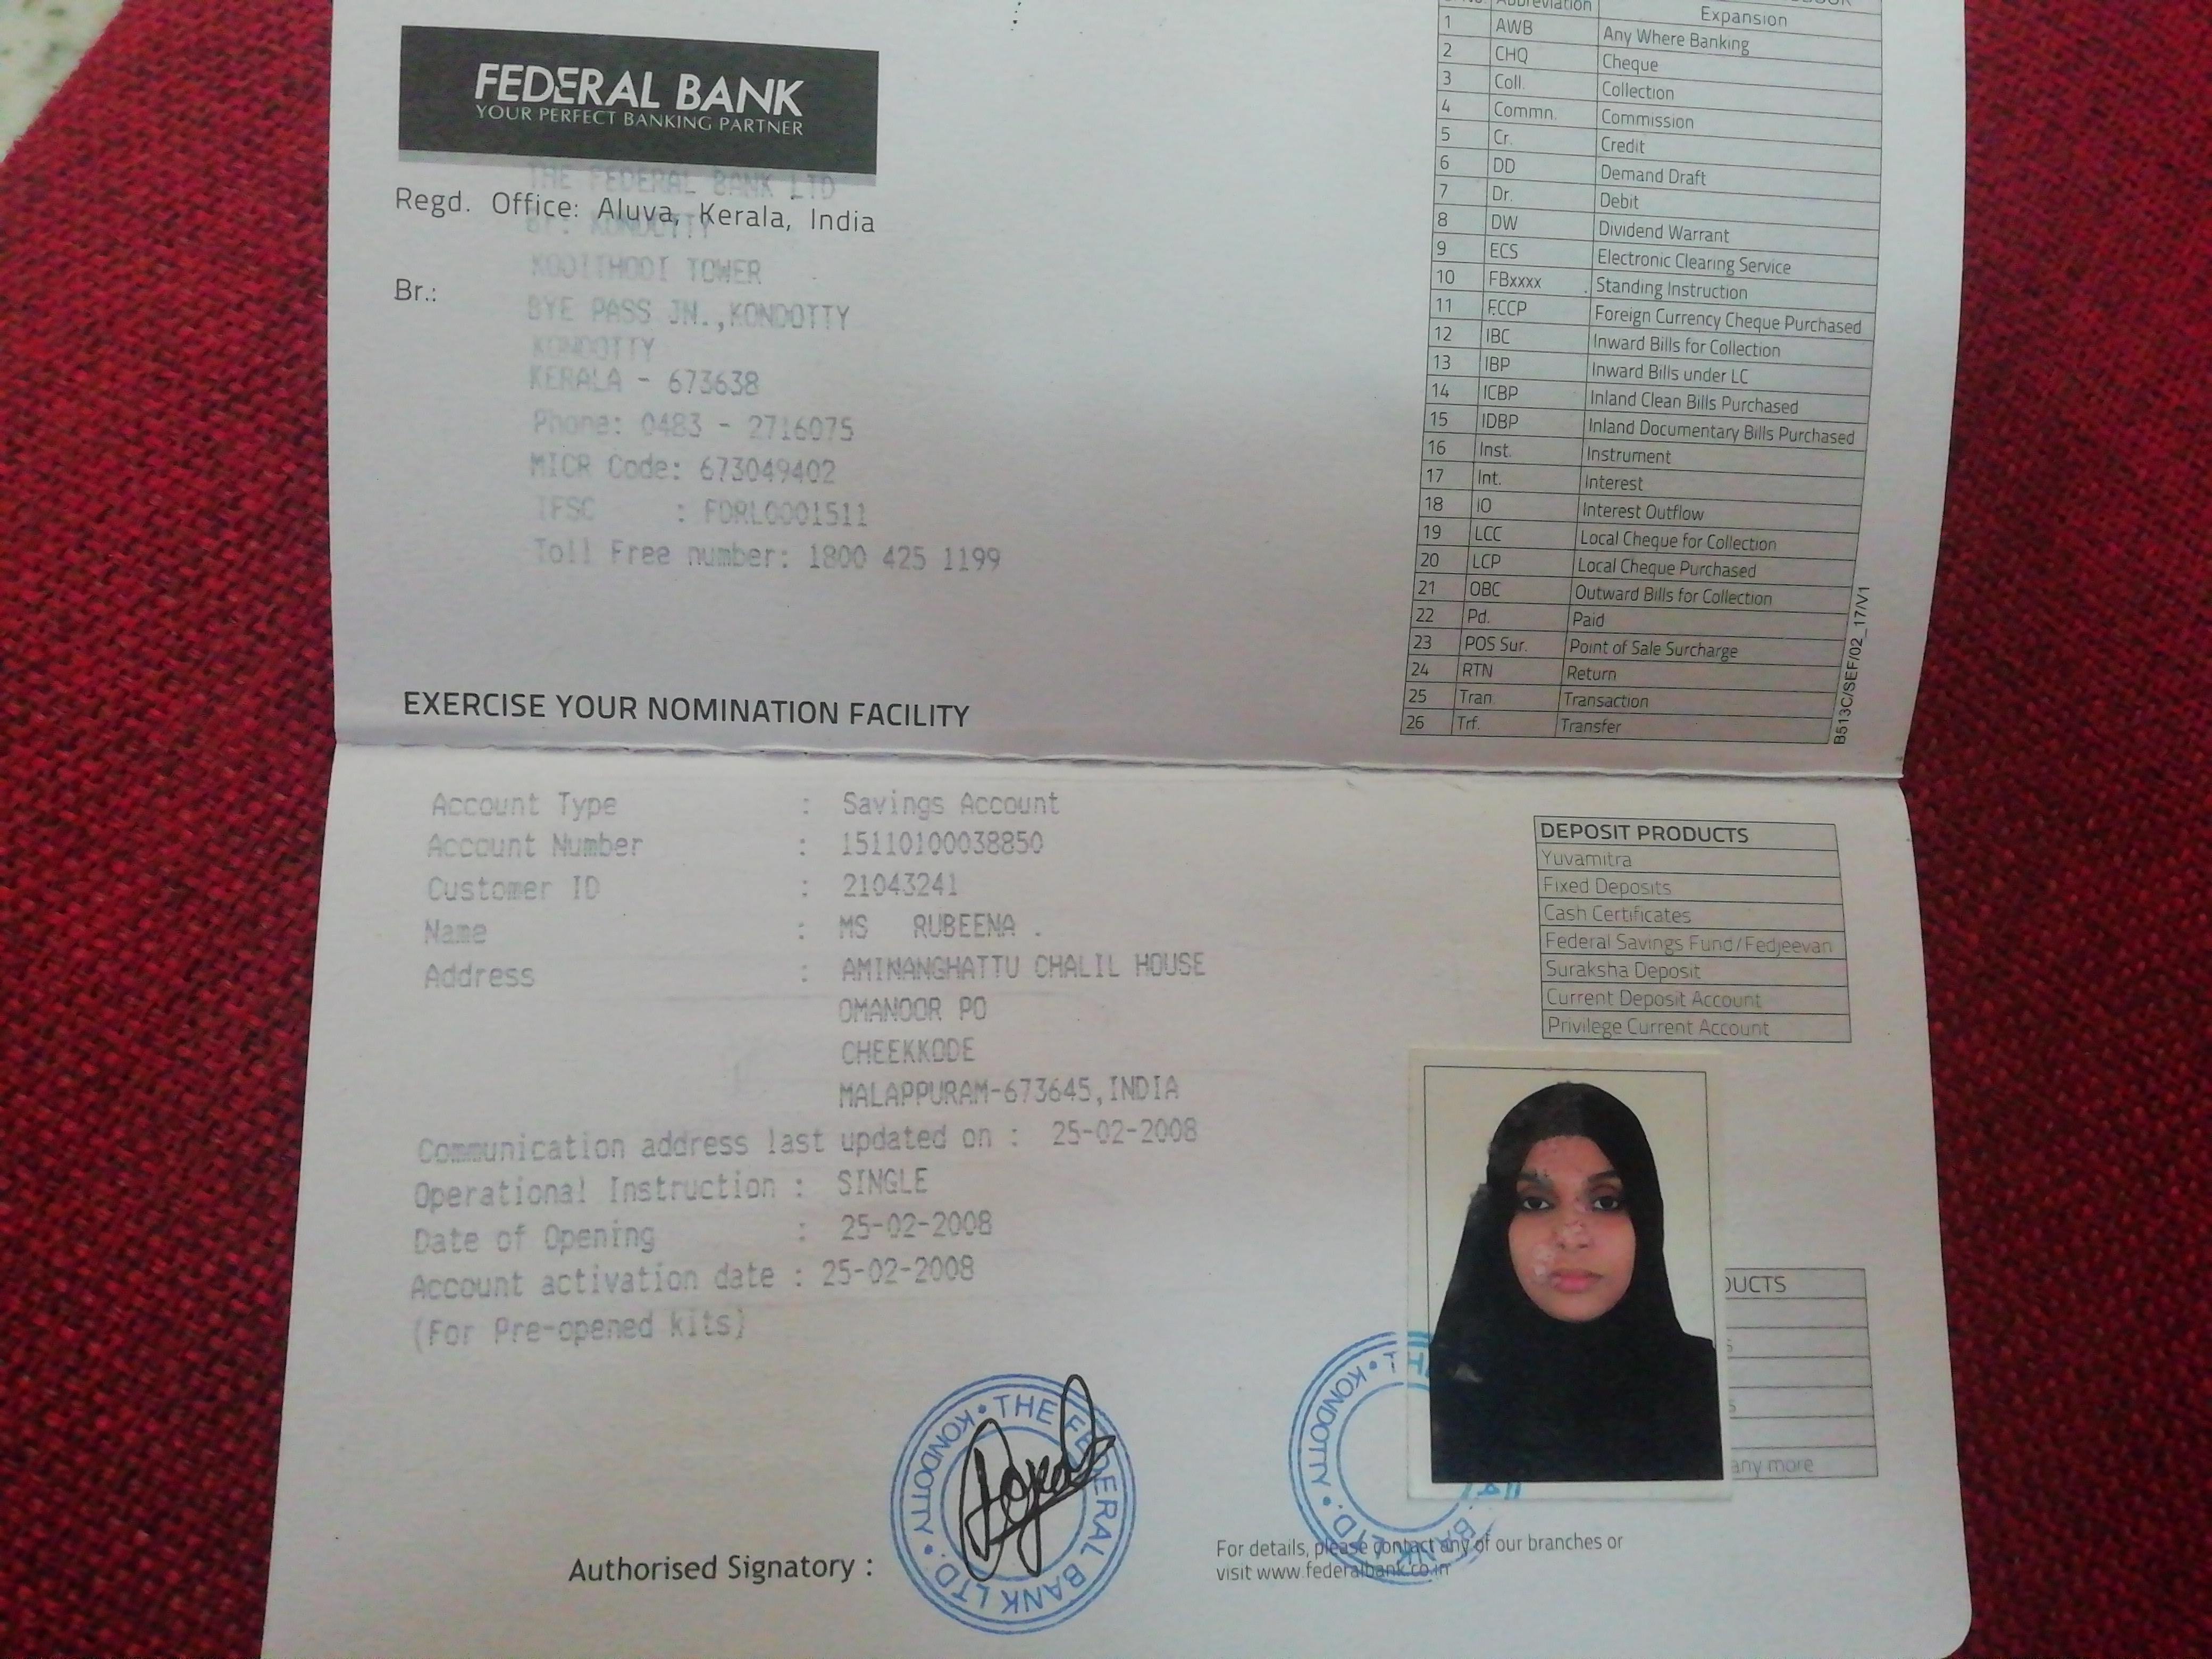 FEDERAL BANK
YOUR PERFECT BANKING PARTNER
THE FEDERAL BANK LTD
Regd. Office: Aluva, Kerala, India
Br: KONDOTTY
KODITHODI TOWER
Br.:
BYE PASS JN.,KONDOTTY
KONDOTTY
KERALA - 673638
Phone: 0483 - 2716075
MICR Code: 673049402
IFSC : FDRL0001511
Toll Free number: 1800 425 1199
EXERCISE YOUR NOMINATION FACILITY
Abbreviation Expansion
1 AWB Any Where Banking
2 CHQ Cheque
3 Coll. Collection
4 Commn. Commission
5 Cr. Credit
6 DD Demand Draft
7 Dr. Debit
8 DW Dividend Warrant
9 ECS Electronic Clearing Service
10 FBxxxx Standing Instruction
11 FCCP Foreign Currency Cheque Purchased
12 IBC Inward Bills for Collection
13 IBP Inward Bills under LC
14 ICBP Inland Clean Bills Purchased
15 IDBP Inland Documentary Bills Purchased
16 Inst. Instrument
17 Int. Interest
18 IO Interest Outflow
19 LCC Local Cheque for Collection
20 LCP Local Cheque Purchased
21 OBC Outward Bills for Collection
22 Pd. Paid
23 POS Sur. Point of Sale Surcharge
24 RTN Return
25 Tran. Transaction
26 Trf. Transfer
B513C/SEF/02_17/V1
Account Type : Savings Account
Account Number : 15110100038850
Customer ID : 21043241
Name : MS RUBEENA .
Address : AMINANGHATTU CHALIL HOUSE
OMANOOR PO
CHEEKKODE
MALAPPURAM-673645,INDIA
Communication address last updated on : 25-02-2008
Operational Instruction : SINGLE
Date of Opening : 25-02-2008
Account activation date : 25-02-2008
(For Pre-opened kits)
DEPOSIT PRODUCTS
Yuvamitra
Fixed Deposits
Cash Certificates
Federal Savings Fund/Fedjeevan
Suraksha Deposit
Current Deposit Account
Privilege Current Account
UCTS
any more
Authorised Signatory :
THE FEDERAL BANK LTD. KONDOTTY
BANK LTD. KONDOTTY
For details, please contact any of our branches or
visit www.federalbank.co.in